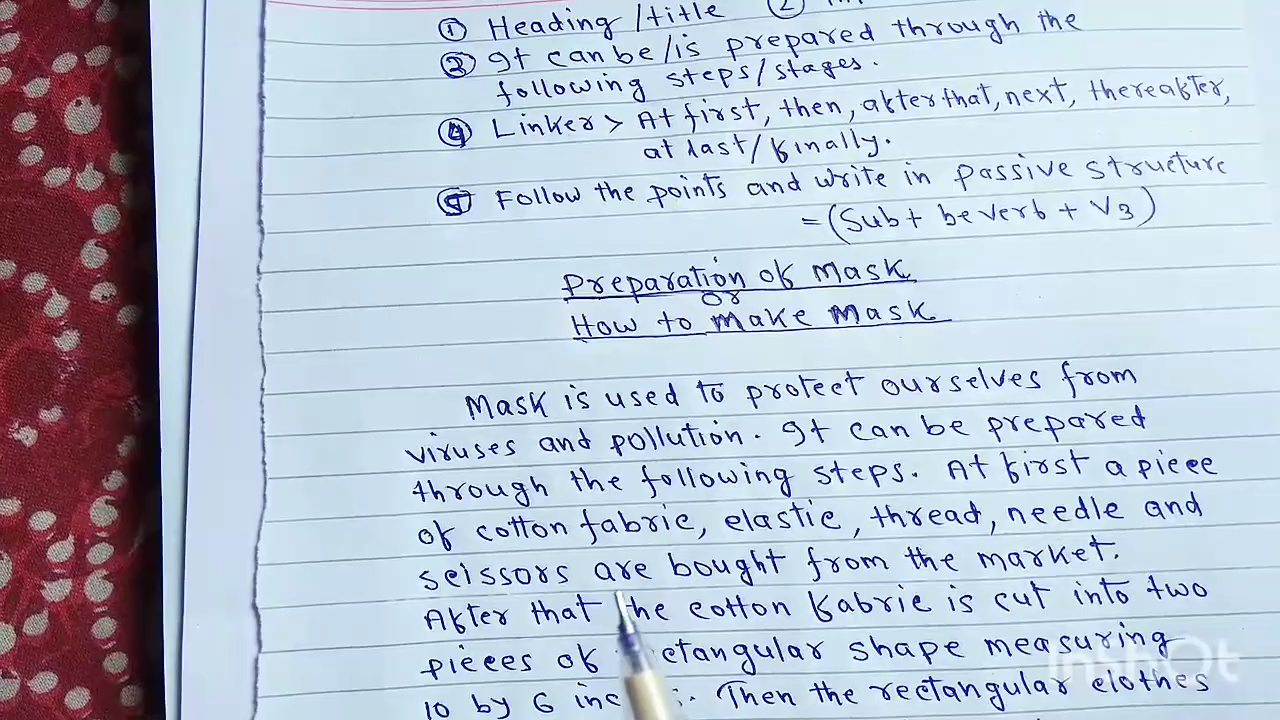 ① Heading /title ②
③ It can be/is prepared through the
following steps/stages.
④ Linker > At first, then, after that, next, thereafter,
at last/finally.
⑤ Follow the points and write in passive structure
= (Sub + be verb + V3)
Preparation of Mask
Or
How to Make Mask
Mask is used to protect ourselves from
viruses and pollution. It can be prepared
through the following steps. At first a piece
of cotton fabric, elastic, thread, needle and
scissors are bought from the market.
After that the cotton fabric is cut into two
pieces of rectangular shape measuring
10 by 6 Then the rectangular clothes